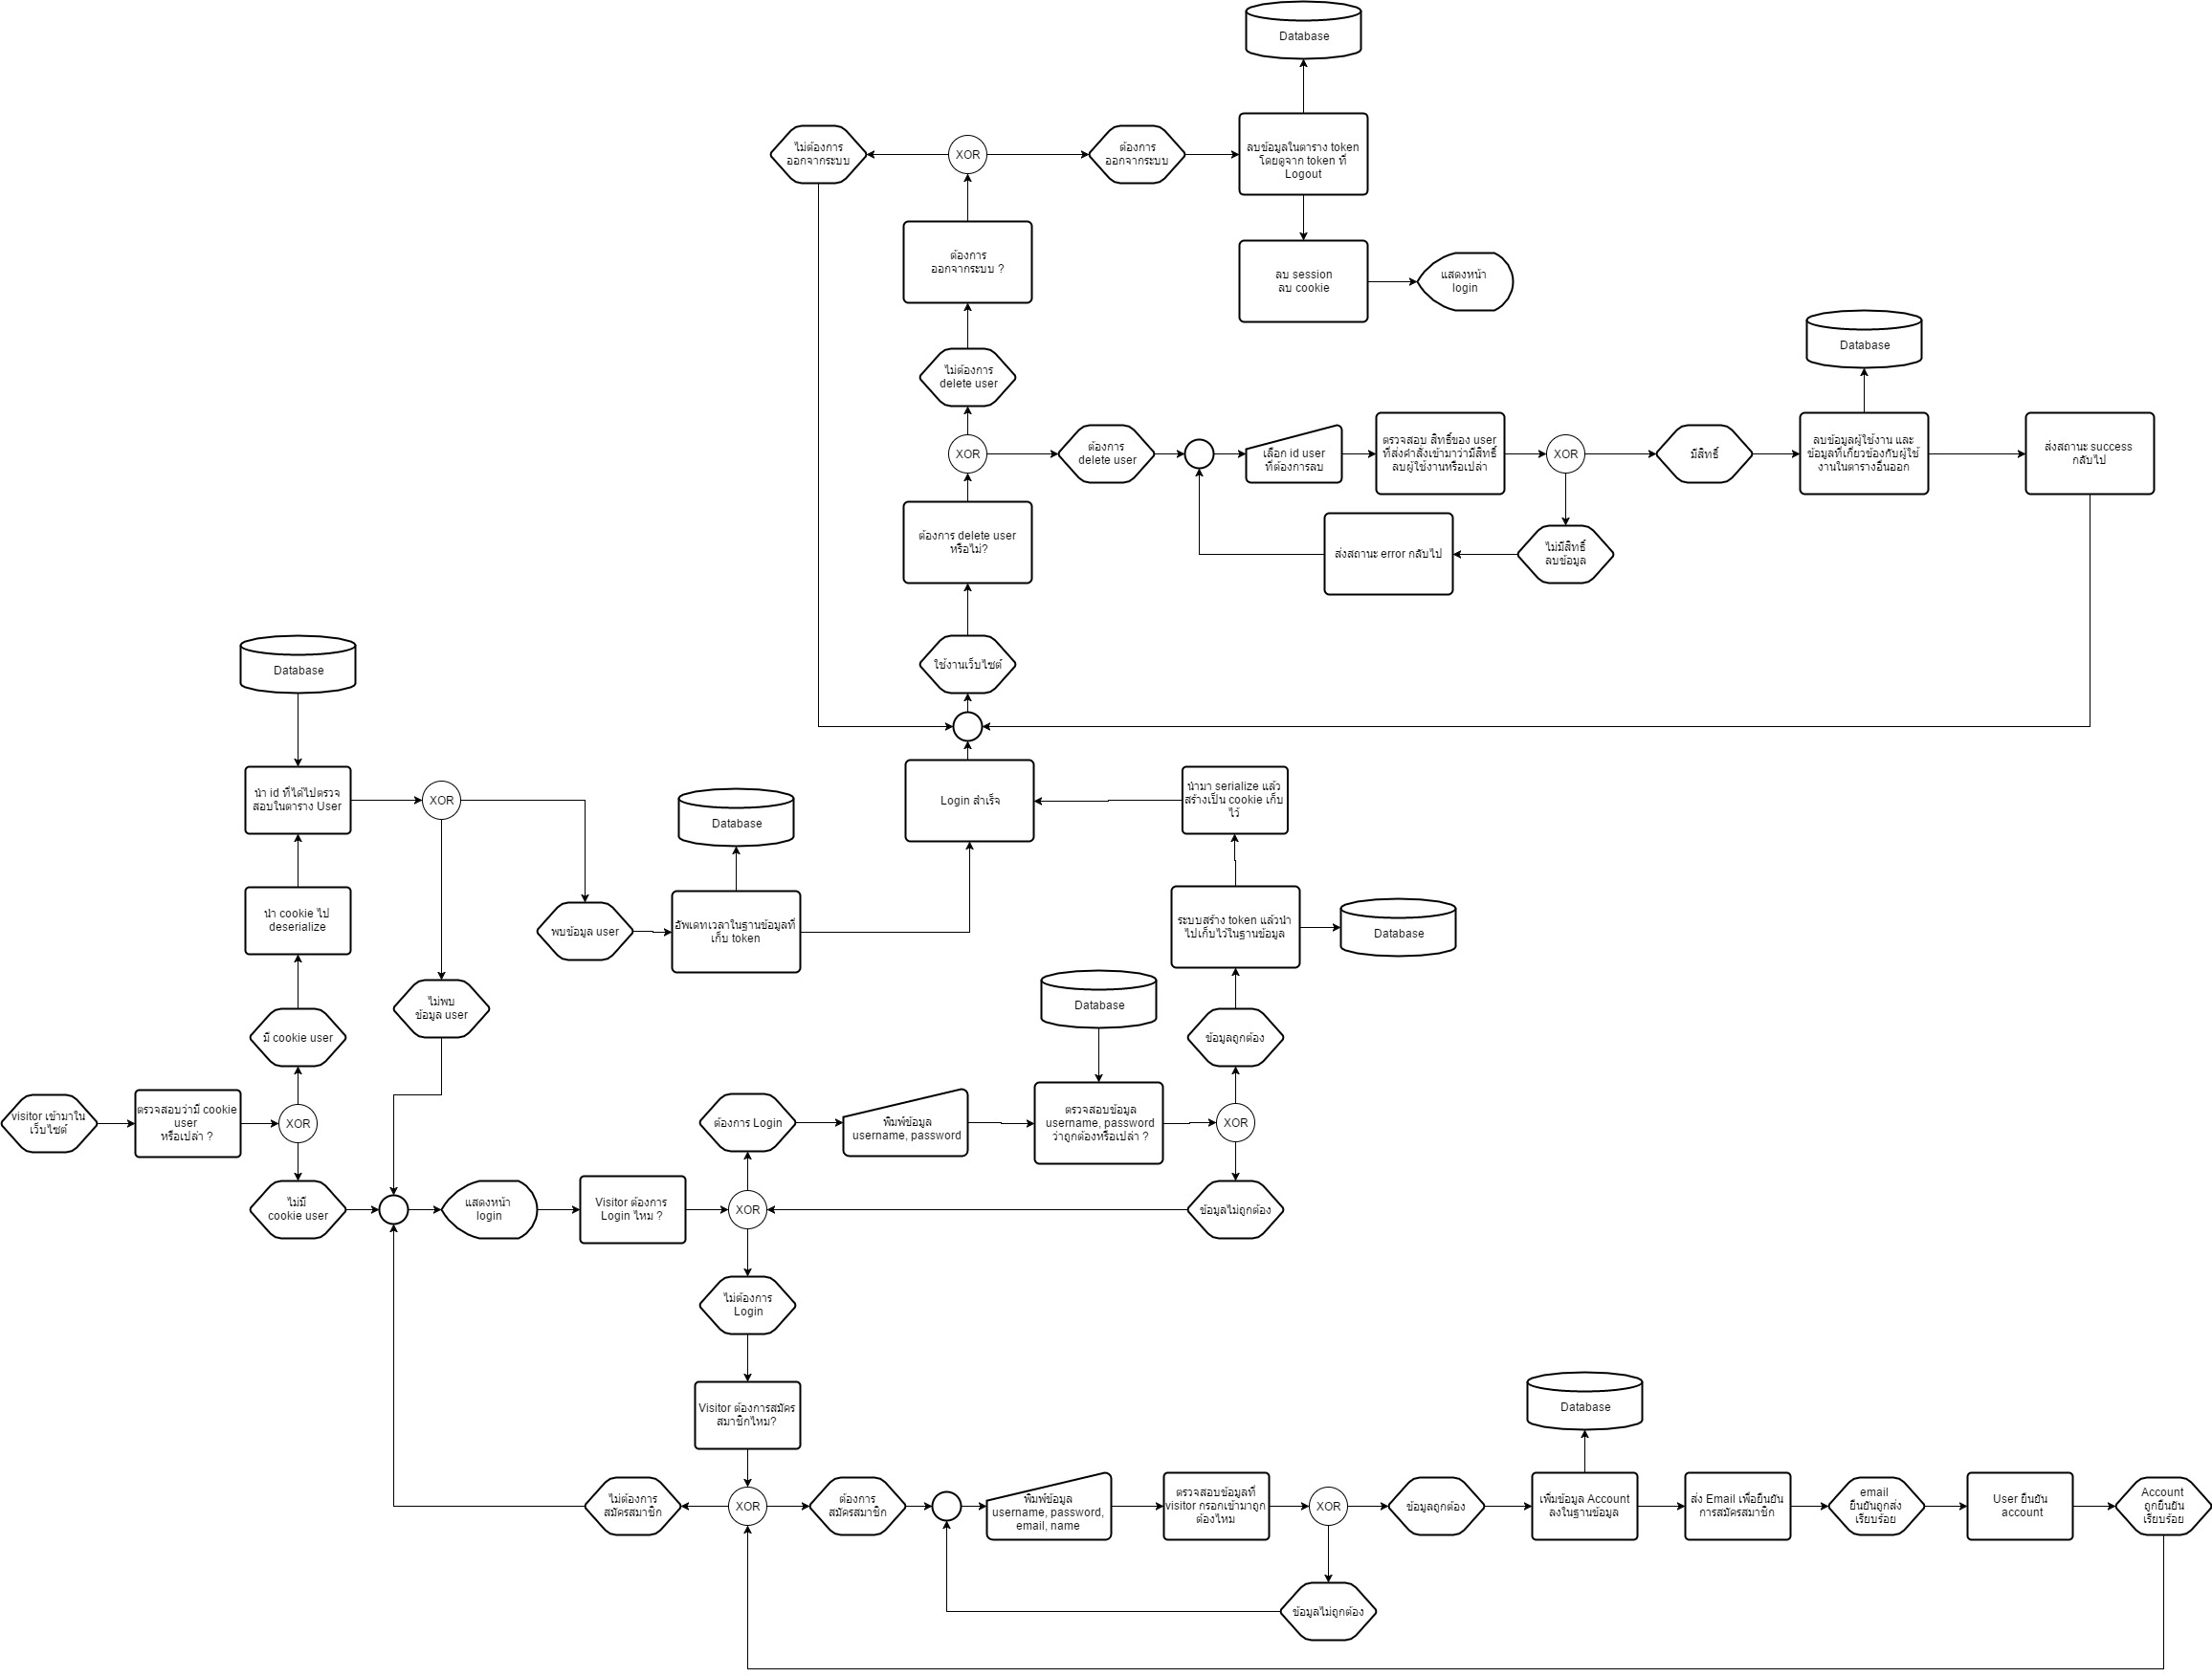 Database
ไม่ต้องการ
ออกจากระบบ
XOR
ต้องการ
ออกจากระบบ
ลบข้อมูลในตาราง token
โดยดูจาก token ที่
Logout
ต้องการ
ออกจากระบบ ?
ลบ session
ลบ cookie
แสดงหน้า
login
Database
ไม่ต้องการ
delete user
XOR
ต้องการ
delete user
เลือก id user
ที่ต้องการลบ
ตรวจสอบ สิทธิ์ของ user
ที่ส่งคำสั่งเข้ามาว่ามีสิทธิ์
ลบผู้ใช้งานหรือเปล่า
XOR
มีสิทธิ์
ลบข้อมูลผู้ใช้งาน และ
ข้อมูลที่เกี่ยวข้องกับผู้ใช้
งานในตารางอื่นออก
ส่งสถานะ success
กลับไป
ต้องการ delete user
หรือไม่?
ส่งสถานะ error กลับไป
ไม่มีสิทธิ์
ลบข้อมูล
ใช้งานเว็บไซต์
Database
นำ id ที่ได้ไปตรวจ
สอบในตาราง User
XOR
Database
Login สำเร็จ
นำมา serialize แล้ว
สร้างเป็น cookie เก็บ
ไว้
นำ cookie ไป
deserialize
พบข้อมูล user
อัพเดทเวลาในฐานข้อมูลที่
เก็บ token
ระบบสร้าง token แล้วนำ
ไปเก็บไว้ในฐานข้อมูล
Database
ไม่พบ
ข้อมูล user
Database
มี cookie user
ข้อมูลถูกต้อง
visitor เข้ามาใน
เว็บไซต์
ตรวจสอบว่ามี cookie
user
หรือเปล่า ?
XOR
ต้องการ Login
พิมพ์ข้อมูล
username, password
ตรวจสอบข้อมูล
username, password
ว่าถูกต้องหรือเปล่า ?
XOR
ไม่มี
cookie user
แสดงหน้า
login
Visitor ต้องการ
Login ไหม ?
XOR
ข้อมูลไม่ถูกต้อง
ไม่ต้องการ
Login
Visitor ต้องการสมัคร
สมาชิกไหม?
Database
ไม่ต้องการ
สมัครสมาชิก
XOR
ต้องการ
สมัครสมาชิก
พิมพ์ข้อมูล
username, password,
email, name
ตรวจสอบข้อมูลที่
visitor กรอกเข้ามาถูก
ต้องไหม
XOR
ข้อมูลถูกต้อง
เพิ่มข้อมูล Account
ลงในฐานข้อมูล
ส่ง Email เพื่อยืนยัน
การสมัครสมาชิก
email
ยืนยันถูกส่ง
เรียบร้อย
User ยืนยัน
account
Account
ถูกยืนยัน
เรียบร้อย
ข้อมูลไม่ถูกต้อง